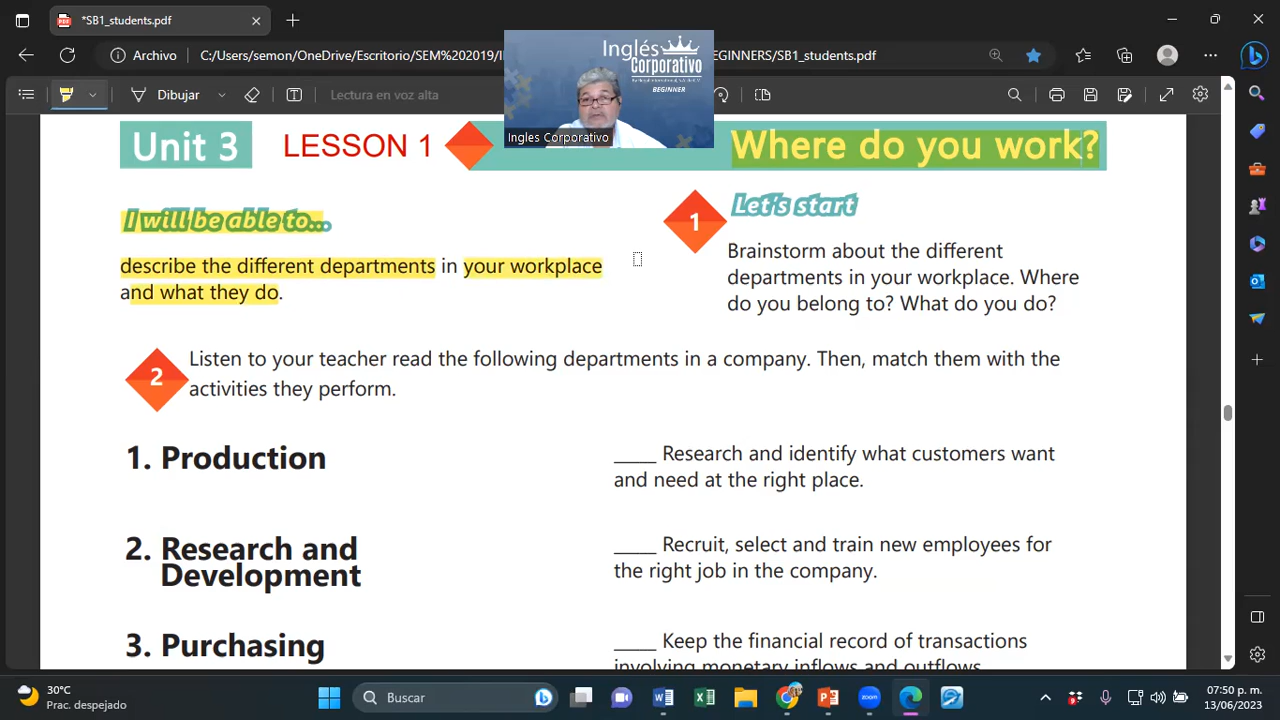 *SB1_students.pdf
Archivo
C:/Users/semon/OneDrive/Escritorio/SEM%202019/I
EGINNERS/SB1_students.pdf
Dibujar
Lectura en voz alta
Inglés
Corporativo
BEGINNER
Ingles Corporativo
Unit 3
LESSON 1
Where do you work?
I will be able to...
describe the different departments in your workplace
and what they do.
1
Let's start
Brainstorm about the different
departments in your workplace. Where
do you belong to? What do you do?
2
Listen to your teacher read the following departments in a company. Then, match them with the
activities they perform.
1. Production
____ Research and identify what customers want
and need at the right place.
2. Research and
Development
____ Recruit, select and train new employees for
the right job in the company.
3. Purchasing
____ Keep the financial record of transactions
involving monetary inflows and outflows
30°C
Prac. despejado
Buscar
07:50 p. m.
13/06/2023